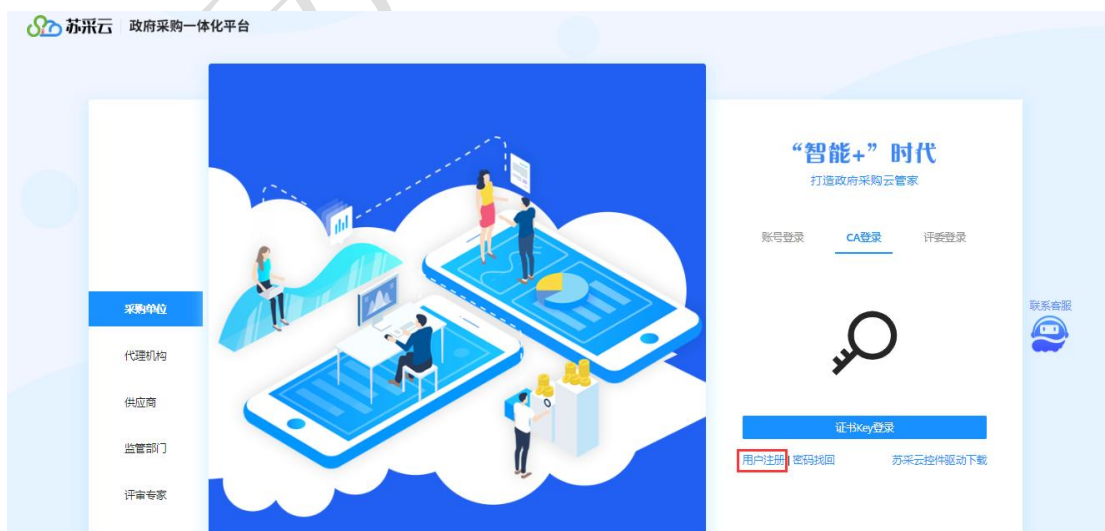 苏采云 政府采购一体化平台
采购单位
代理机构
供应商
监管部门
评审专家
“智能+”时代
打造政府采购云管家
账号登录 CA登录 评委登录
证书Key登录
用户注册 | 密码找回 苏采云控件驱动下载
联系客服